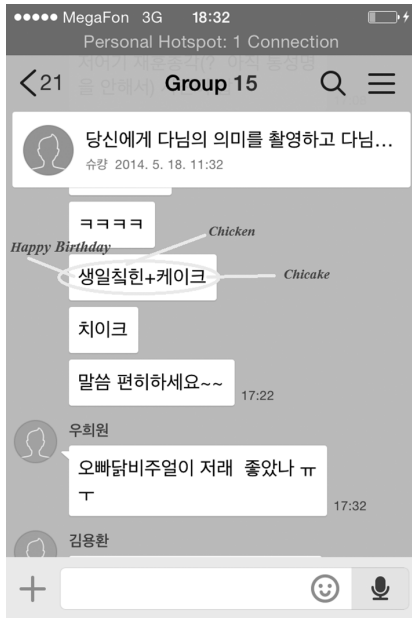 MegaFon 3G 18:32
Personal Hotspot: 1 Connection
21 Group 15
당신에게 다님의 의미를 촬영하고 다님...
슈캉 2014. 5. 18. 11:32
ㅋㅋㅋㅋ
Happy Birthday
Chicken
생일칰힌+케이크
Chicake
치이크
말씀 편히하세요~~
17:22
우희원
오빠닭비주얼이 저래 좋았나 ㅠ
ㅜ
17:32
김용환